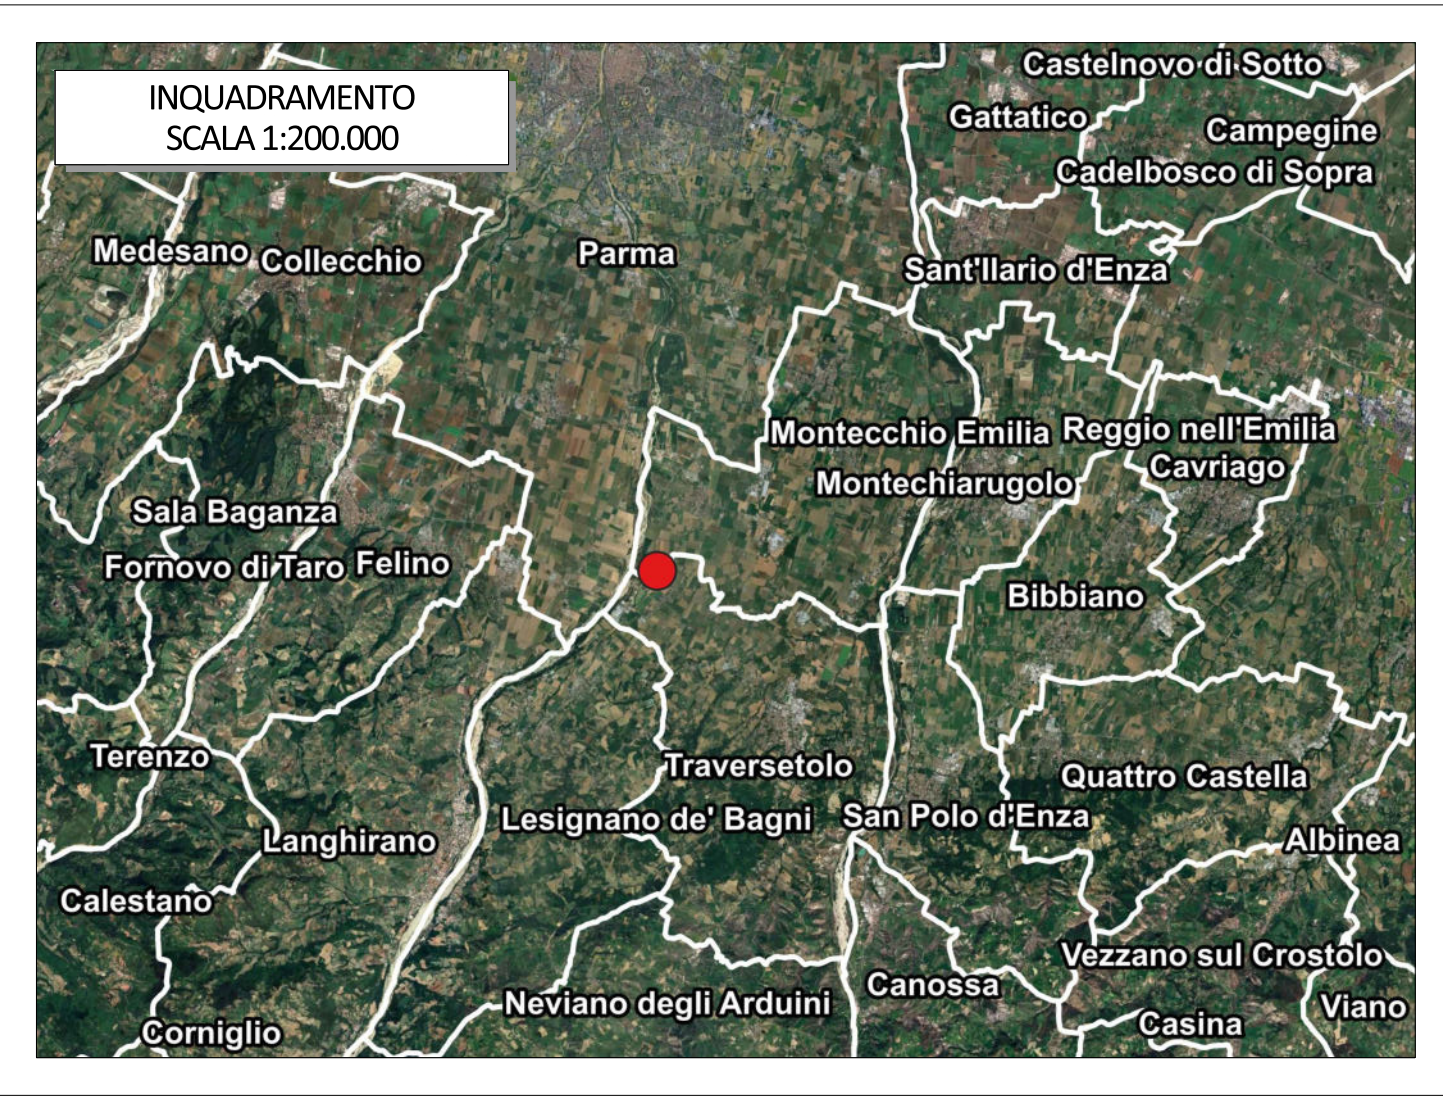 INQUADRAMENTO
SCALA 1:200.000
Castelnovo di Sotto
Gattatico
Campegine
Cadelbosco di Sopra
Medesano
Collecchio
Parma
Sant'Ilario d'Enza
Montecchio Emilia
Reggio nell'Emilia
Cavriago
Montechiarugolo
Sala Baganza
Fornovo di Taro
Felino
Bibbiano
Terenzo
Traversetolo
Quattro Castella
Lesignano de' Bagni
San Polo d'Enza
Langhirano
Albinea
Calestano
Vezzano sul Crostolo
Canossa
Neviano degli Arduini
Viano
Corniglio
Casina